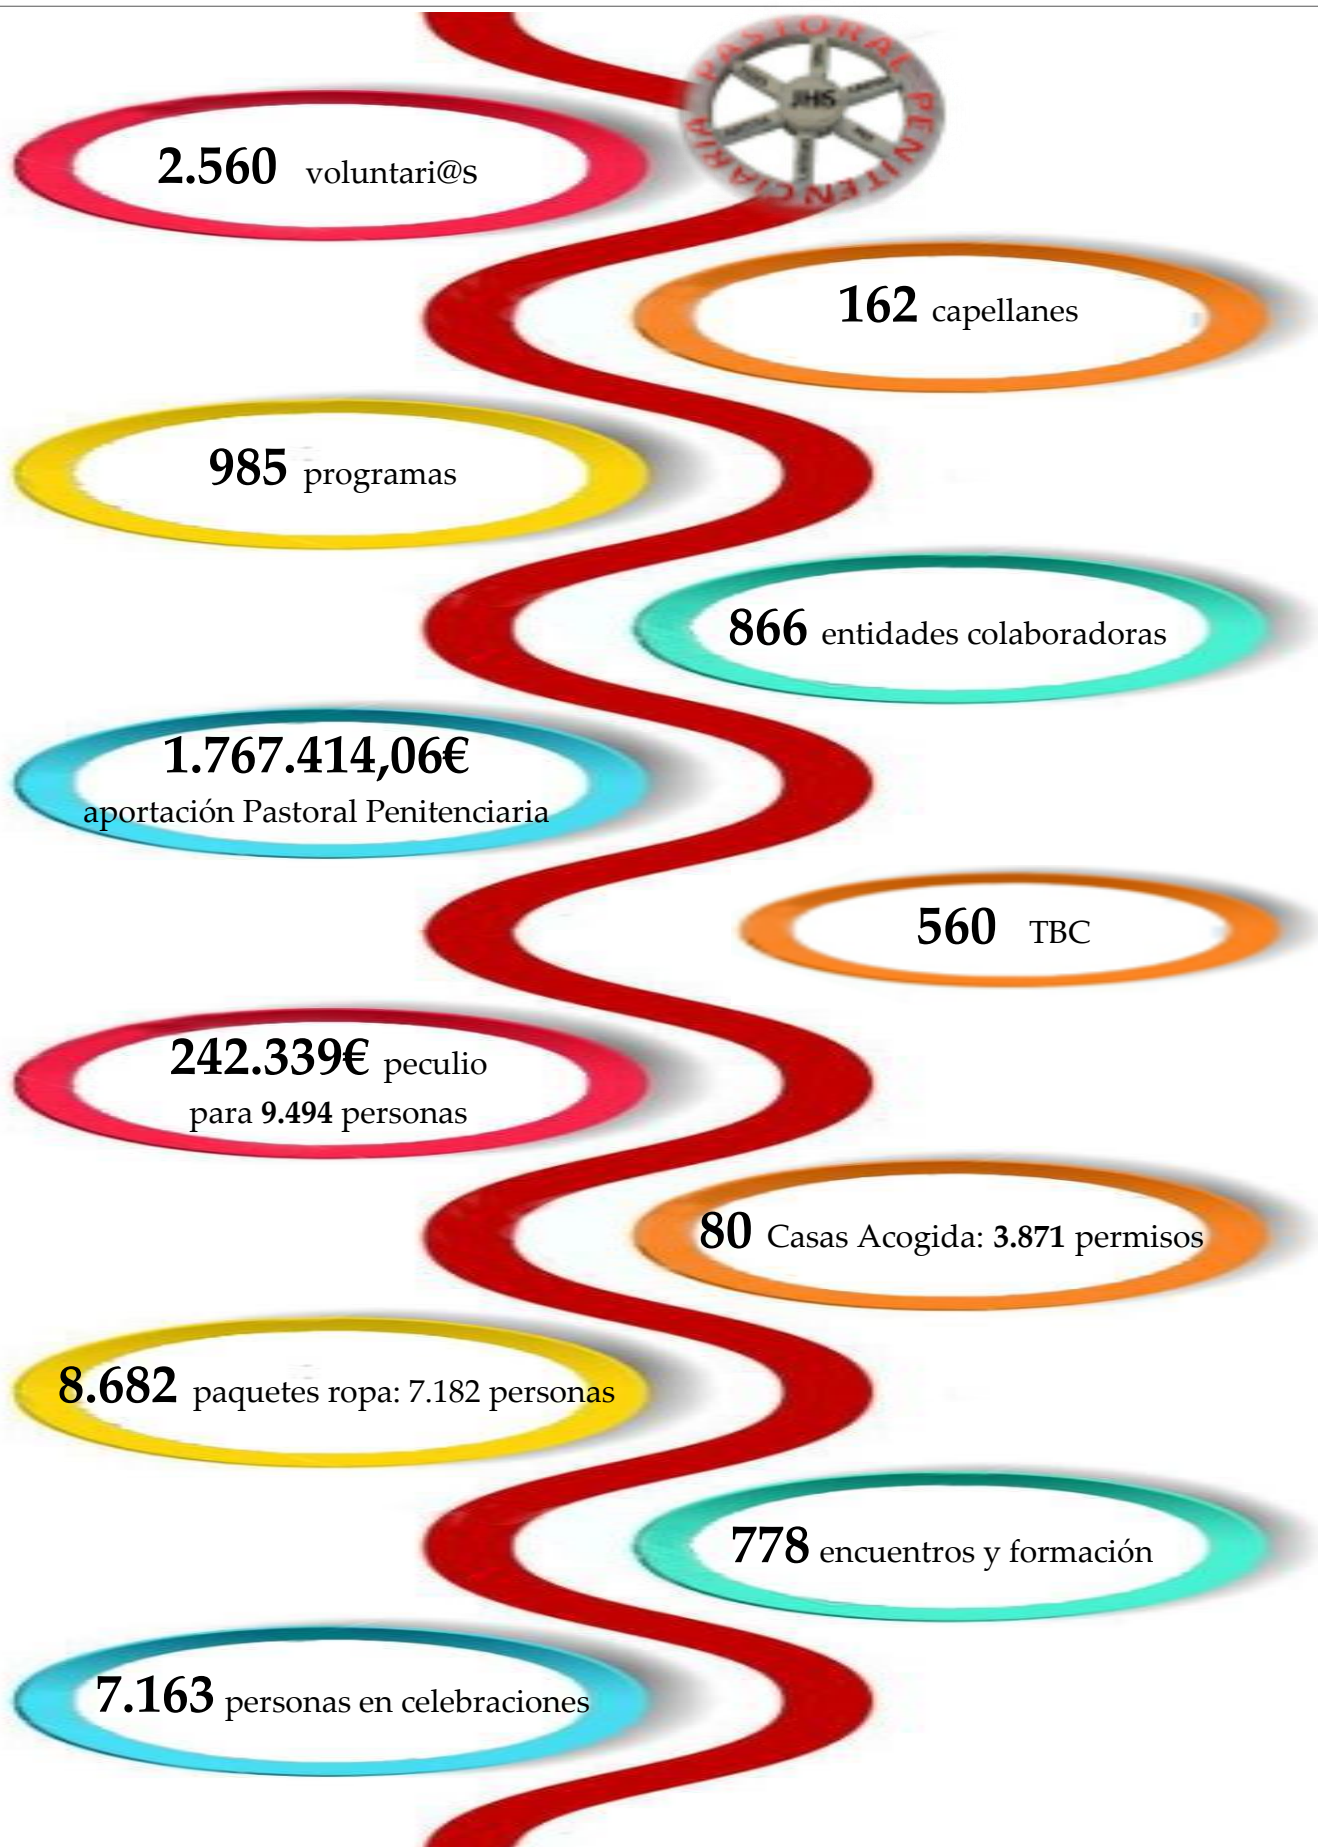 PASTORAL PENITENCIARIA
JHS
2.560 voluntari@s
162 capellanes
985 programas
866 entidades colaboradoras
1.767.414,06€
aportación Pastoral Penitenciaria
560 TBC
242.339€ peculio
para 9.494 personas
80 Casas Acogida: 3.871 permisos
8.682 paquetes ropa: 7.182 personas
778 encuentros y formación
7.163 personas en celebraciones